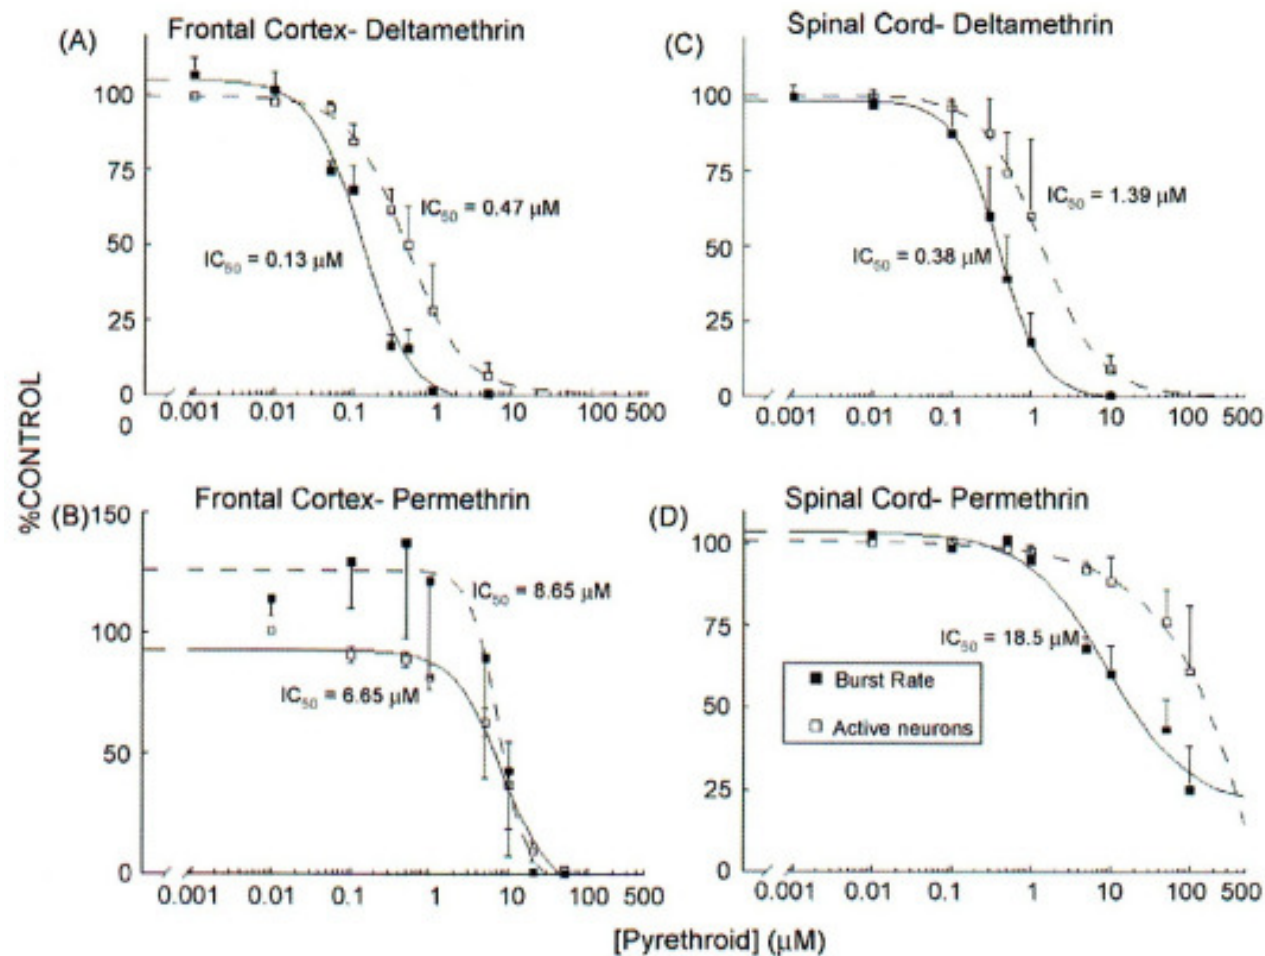 (A) Frontal Cortex- Deltamethrin
100
75
50
25
0
0
IC50 = 0.47 µM
IC50 = 0.13 µM
0.001 0.01 0.1 1 10 100 500
(C) Spinal Cord- Deltamethrin
100
75
50
25
0
IC50 = 1.39 µM
IC50 = 0.38 µM
0.001 0.01 0.1 1 10 100 500
%CONTROL
(B) Frontal Cortex- Permethrin
150
100
50
0
IC50 = 8.65 µM
IC50 = 6.65 µM
0.001 0.01 0.1 1 10 100 500
(D) Spinal Cord- Permethrin
100
75
50
25
0
IC50 = 18.5 µM
Burst Rate
Active neurons
0.001 0.01 0.1 1 10 100 500
[Pyrethroid] (µM)